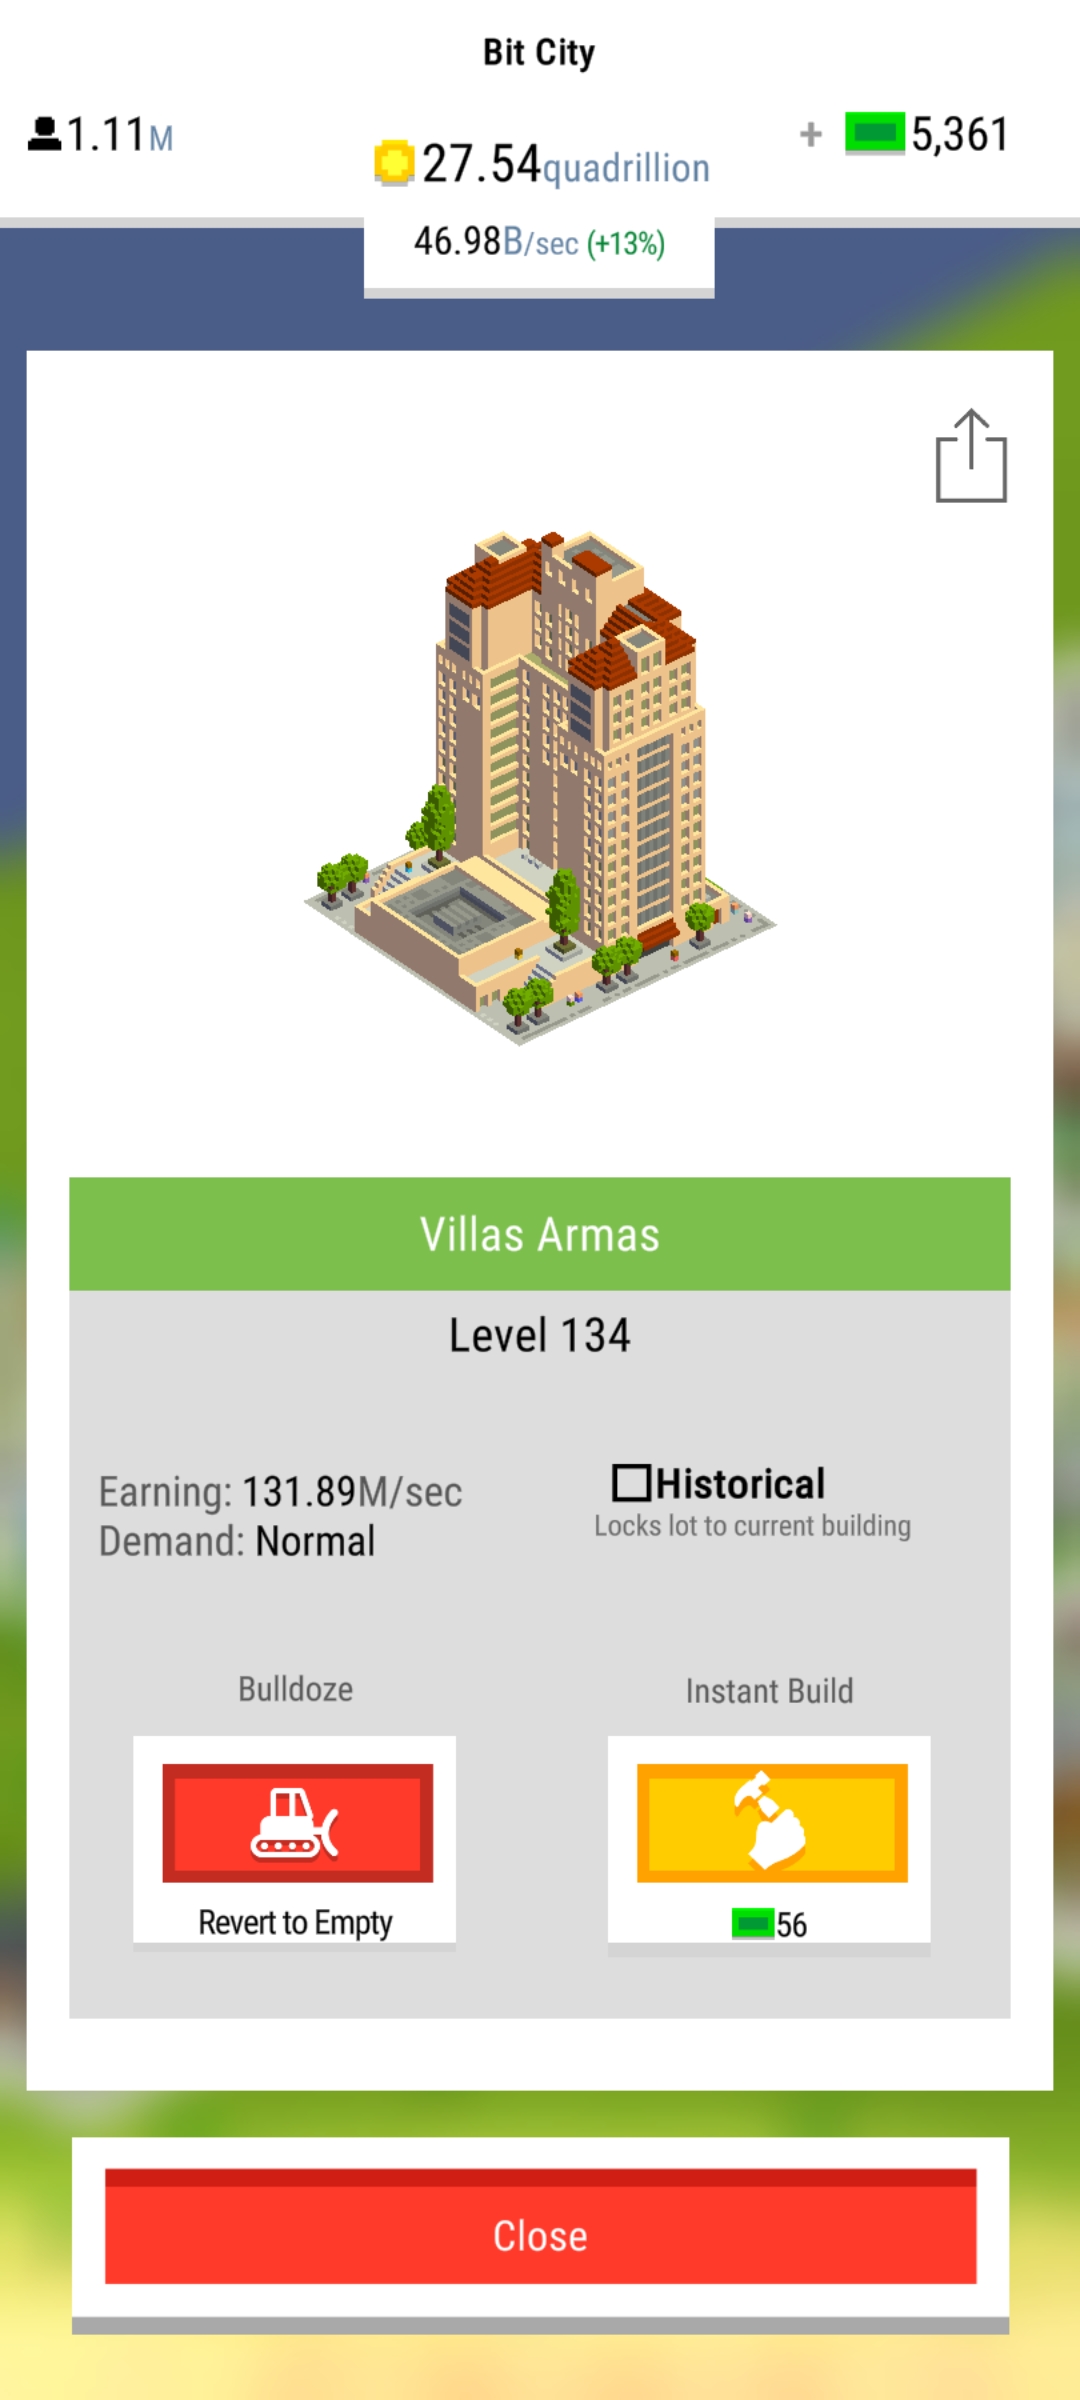 Bit City
1.11M
27.54quadrillion
+ 5,361
46.98B/sec (+13%)
Villas Armas
Level 134
Earning: 131.89M/sec
Demand: Normal
Historical
Locks lot to current building
Bulldoze
Instant Build
Revert to Empty
56
Close